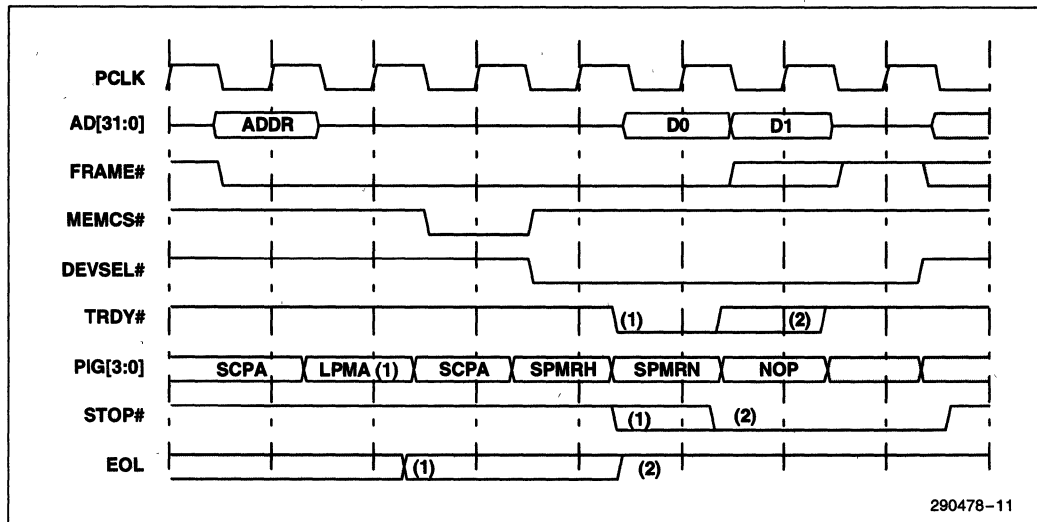 PCLK
AD[31:0] ADDR D0 D1
FRAME#
MEMCS#
DEVSEL#
TRDY# (1) (2)
PIG[3:0] SCPA LPMA (1) SCPA SPMRH SPMRN NOP
STOP# (1) (2)
EOL (1) (2)
290478-11